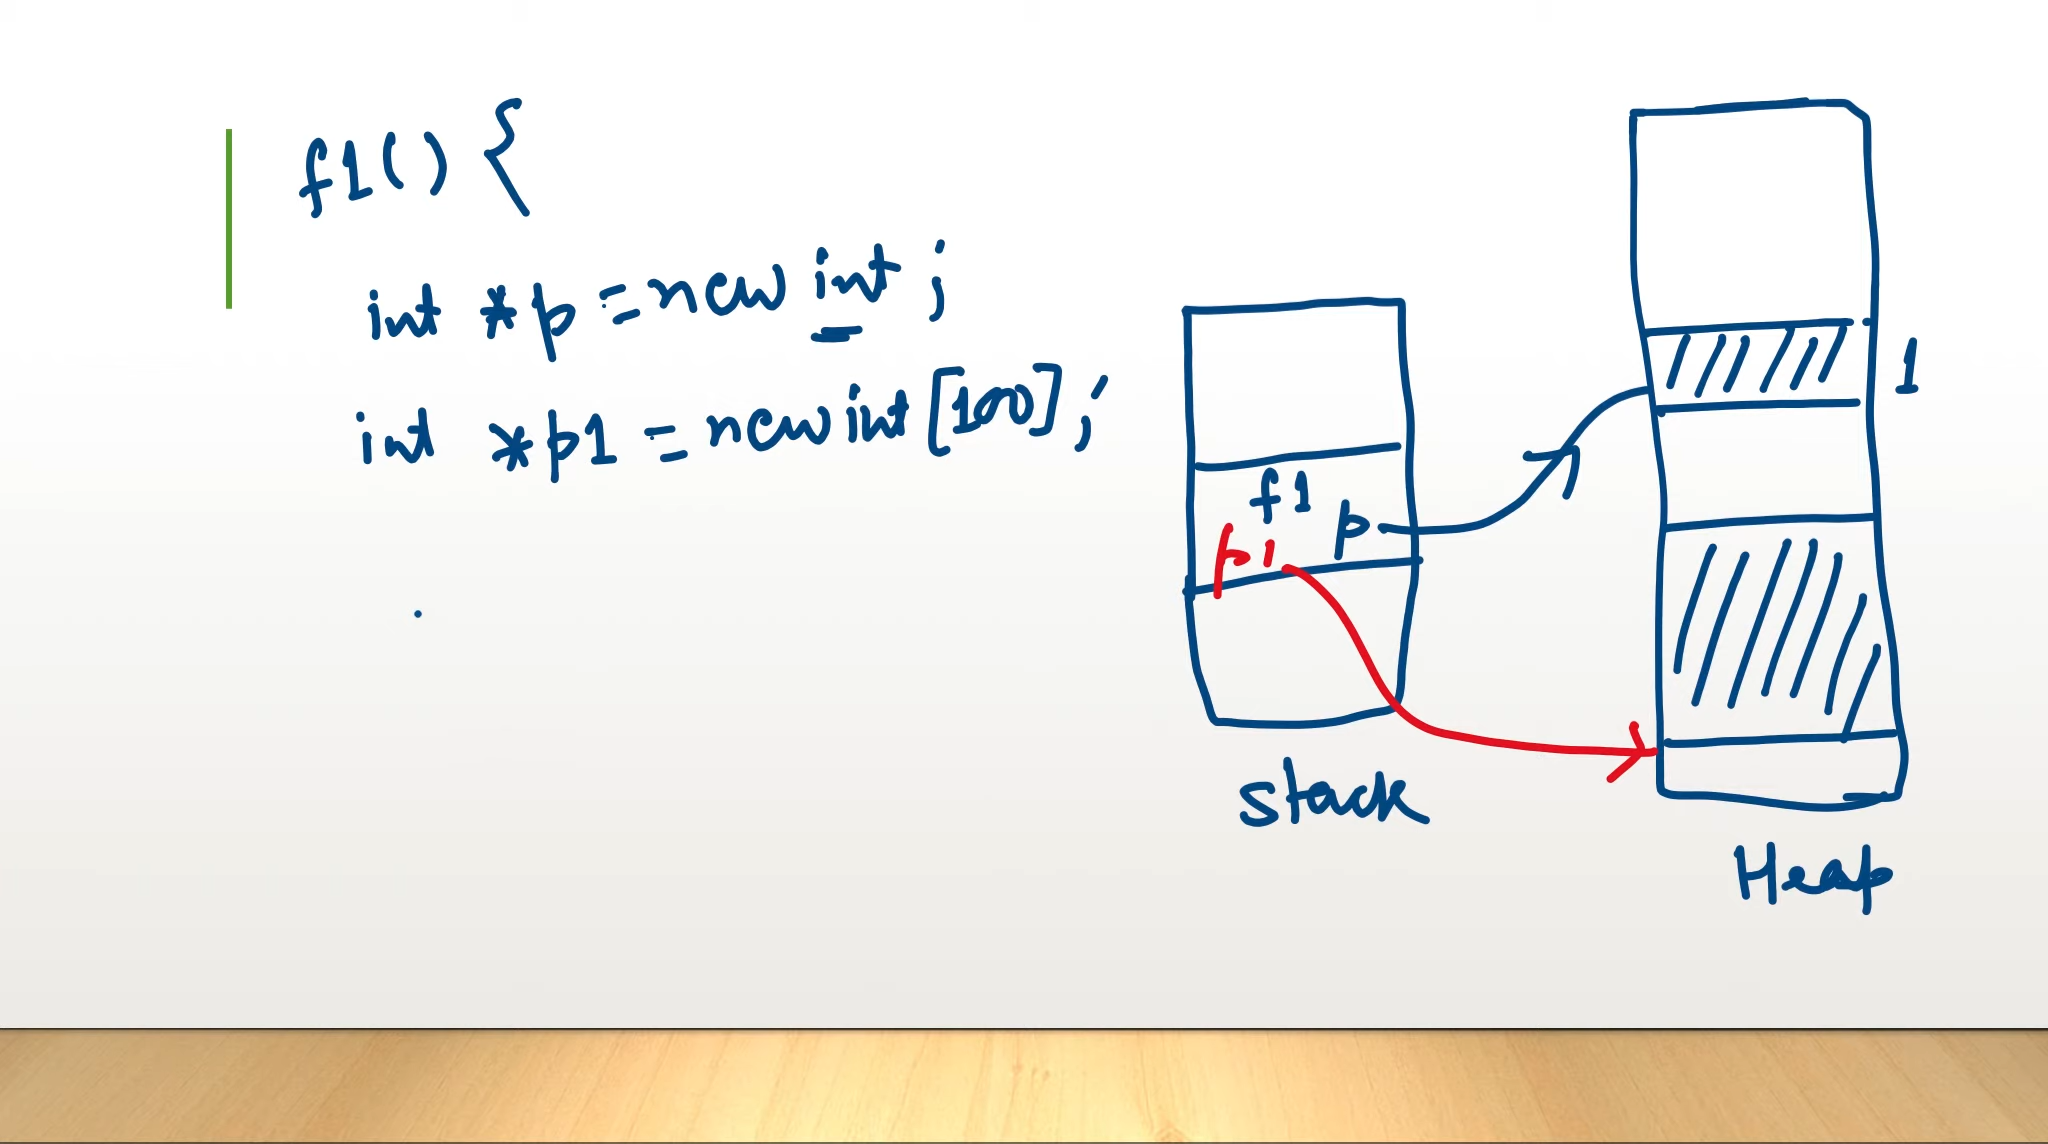 f1() {
int *p = new int ;
int *p1 = new int [100] ;
1
f1
p
p1
stack
Heap